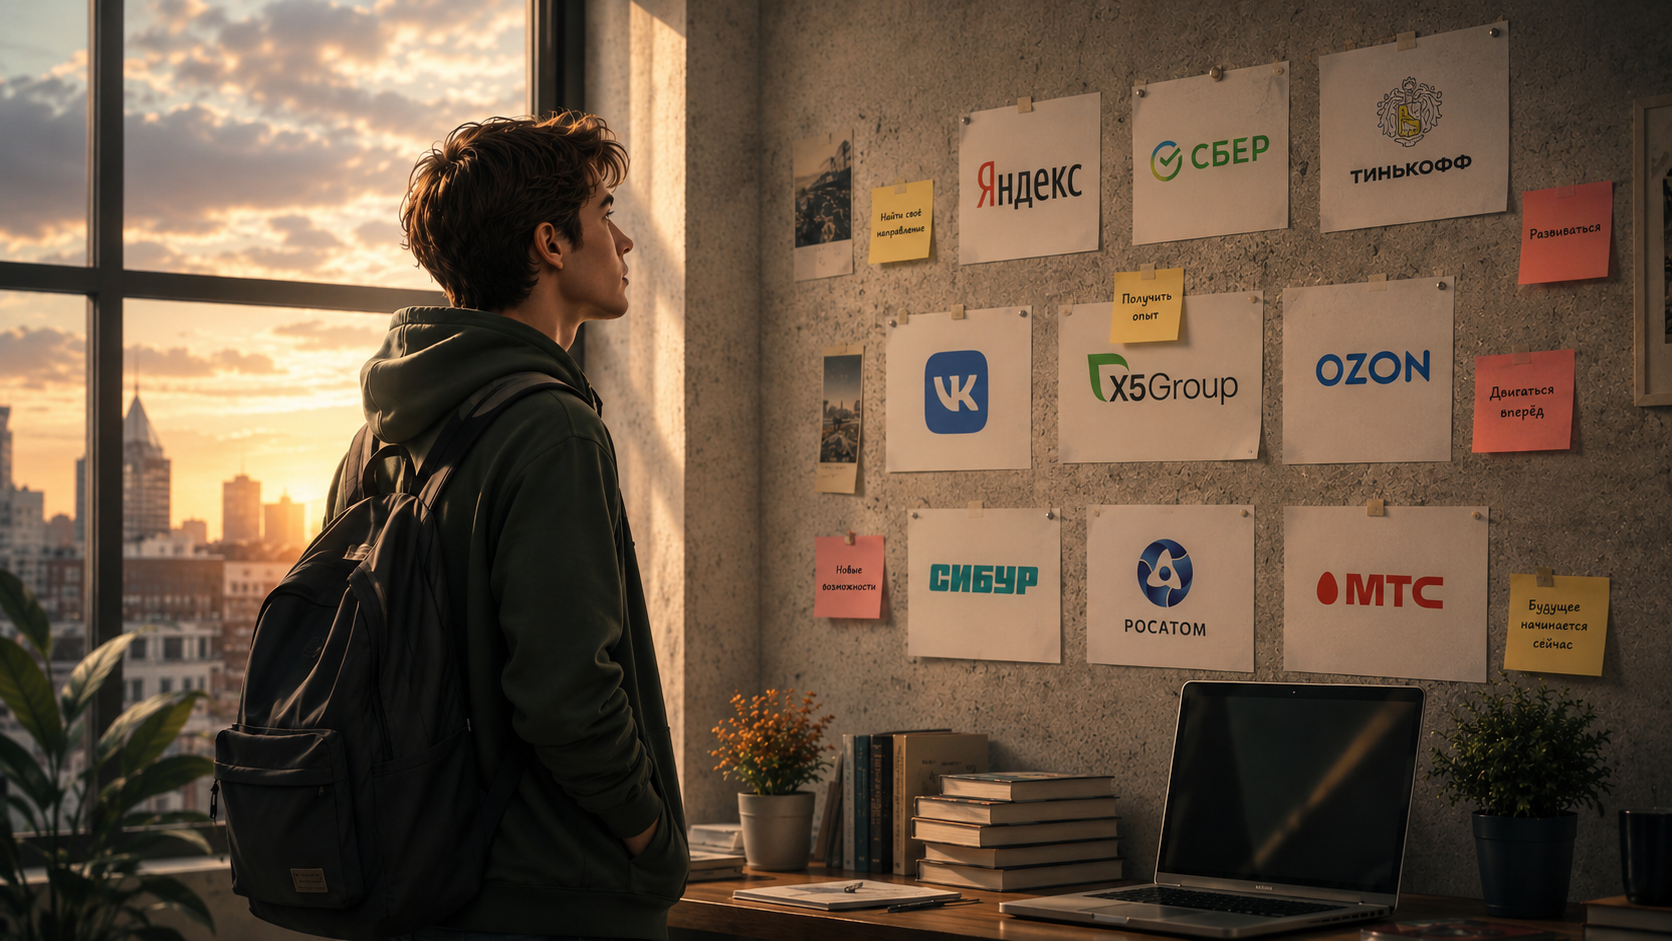 Яндекс
СБЕР
ТИНЬКОФФ
Найти своё
направление
Развиваться
Получить
опыт
VK
X5Group
OZON
Двигаться
вперёд
Новые
возможности
СИБУР
РОСАТОМ
МТС
Будущее
начинается
сейчас